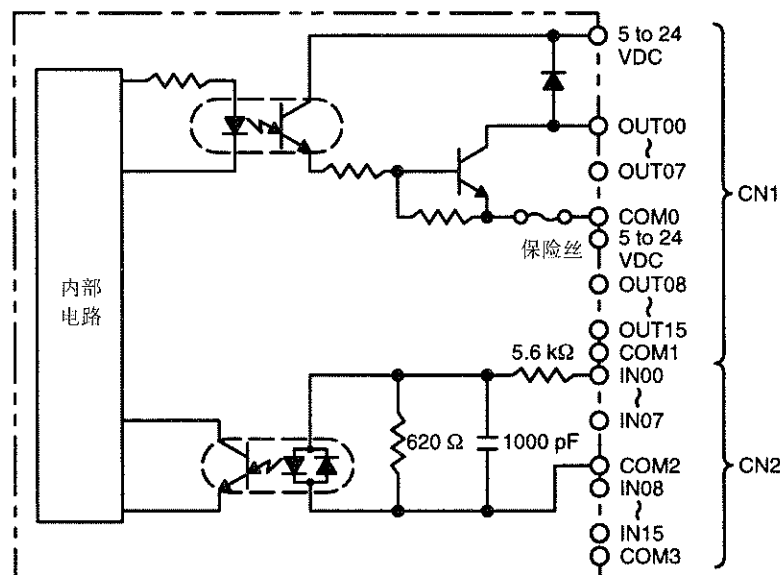 5 to 24
VDC
OUT00
~
OUT07
COM0
保险丝
5 to 24
VDC
OUT08
~
OUT15
COM1
CN1
内部
电路
5.6 kΩ
IN00
~
IN07
620 Ω
1000 pF
COM2
IN08
~
IN15
COM3
CN2